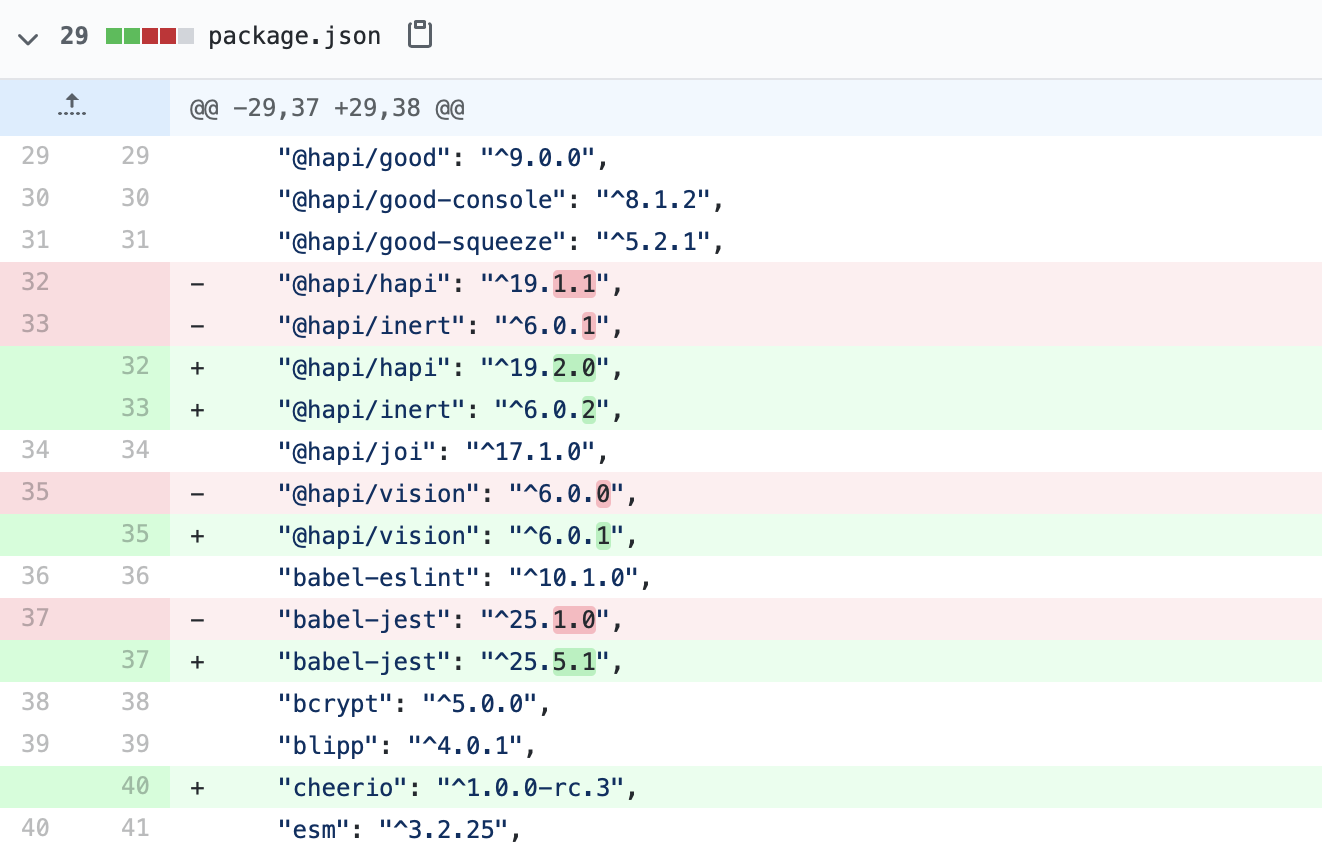 29 package.json
@@ -29,37 +29,38 @@
29 29 "@hapi/good": "^9.0.0",
30 30 "@hapi/good-console": "^8.1.2",
31 31 "@hapi/good-squeeze": "^5.2.1",
32 - "@hapi/hapi": "^19.1.1",
33 - "@hapi/inert": "^6.0.1",
32 + "@hapi/hapi": "^19.2.0",
33 + "@hapi/inert": "^6.0.2",
34 34 "@hapi/joi": "^17.1.0",
35 - "@hapi/vision": "^6.0.0",
35 + "@hapi/vision": "^6.0.1",
36 36 "babel-eslint": "^10.1.0",
37 - "babel-jest": "^25.1.0",
37 + "babel-jest": "^25.5.1",
38 38 "bcrypt": "^5.0.0",
39 39 "blipp": "^4.0.1",
40 + "cheerio": "^1.0.0-rc.3",
40 41 "esm": "^3.2.25",